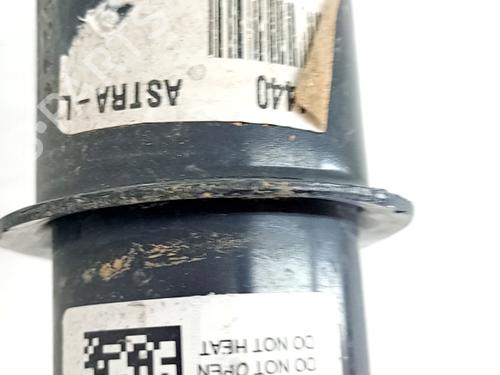 440
ASTRA - L
DO NOT OPEN
DO NOT HEAT